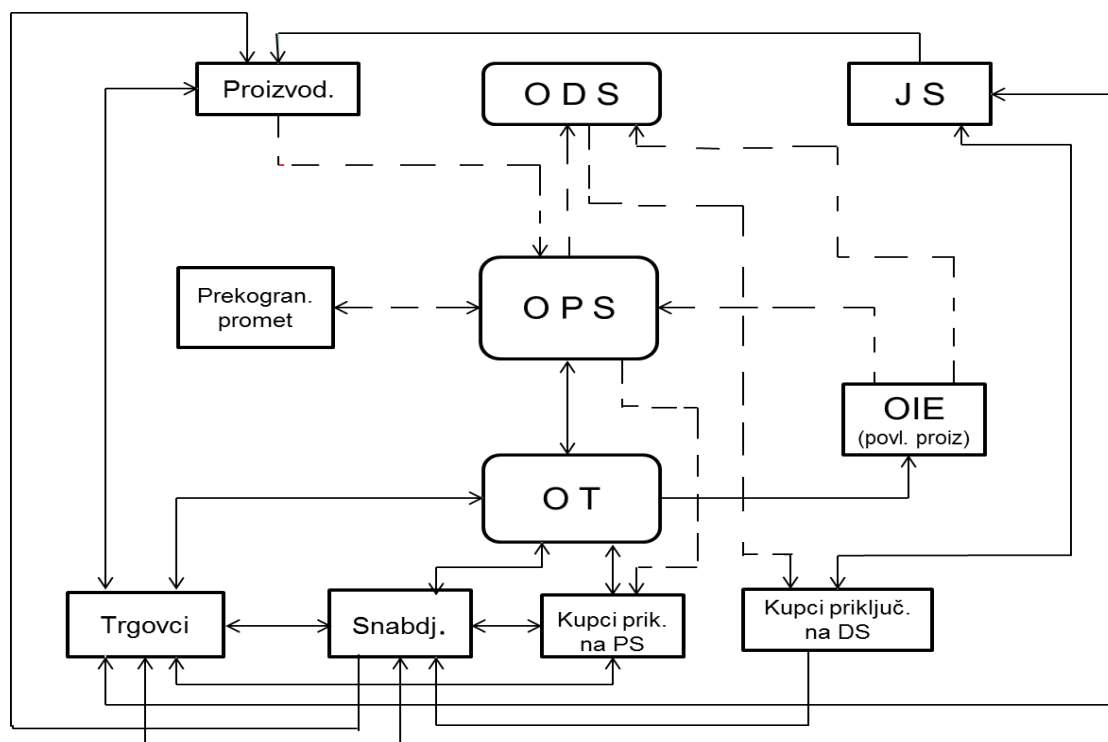 Proizvod.
O D S
J S
Prekogran.
promet
O P S
OIE
(povl. proiz)
O T
Trgovci
Snabdj.
Kupci prik.
na PS
Kupci priključ.
na DS